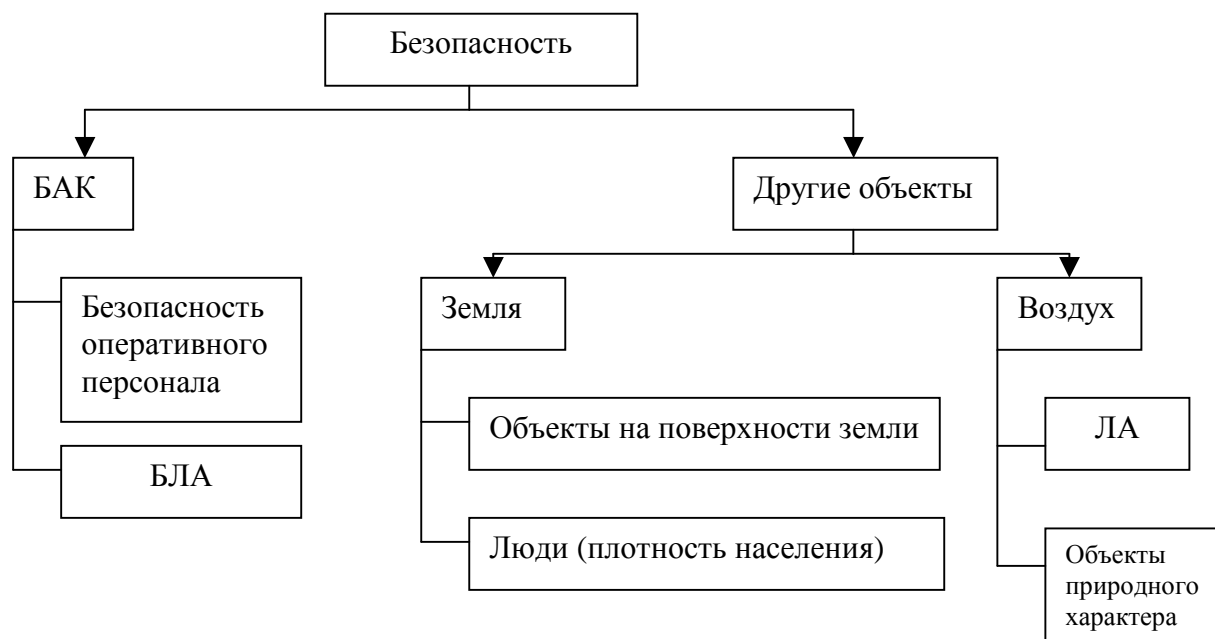 Безопасность
БАК
Другие объекты
Безопасность
оперативного
персонала
БЛА
Земля
Воздух
Объекты на поверхности земли
Люди (плотность населения)
ЛА
Объекты
природного
характера